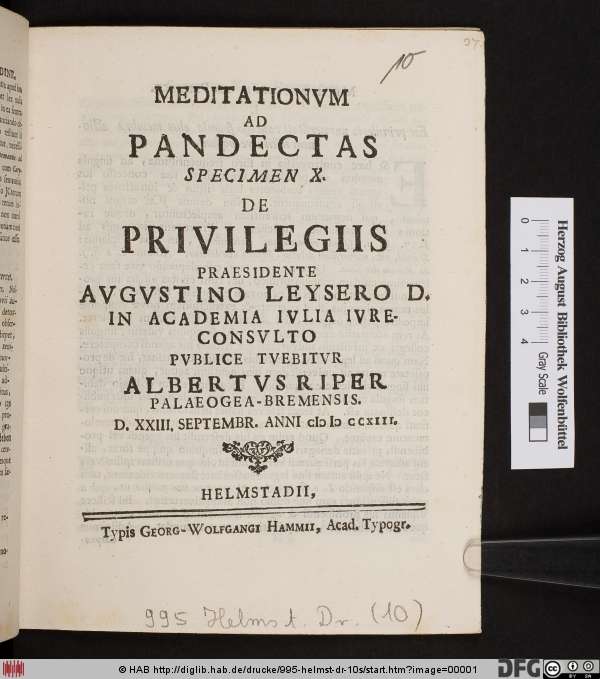 10
MEDITATIONVM
AD
PANDECTAS
SPECIMEN X.
DE
PRIVILEGIIS
PRAESIDENTE
AVGVSTINO LEYSERO D.
IN ACADEMIA IVLIA IVRE-
CONSVLTO
PVBLICE TVEBITVR
ALBERTVS RIPER
PALAEOGEA-BREMENSIS.
D. XXIII, SEPTEMBR. ANNI cIɔ Iɔ CCXIII.
HELMSTADII,
Typis GEORG-WOLFGANGI HAMMII, Acad. Typogr.
995 Helmst. Dr. (10)
0 1 2 3 4
Gray Scale
Herzog August Bibliothek Wolfenbüttel
© HAB http://diglib.hab.de/drucke/995-helmst-dr-10s/start.htm?image=00001
DFG
cc BY SA